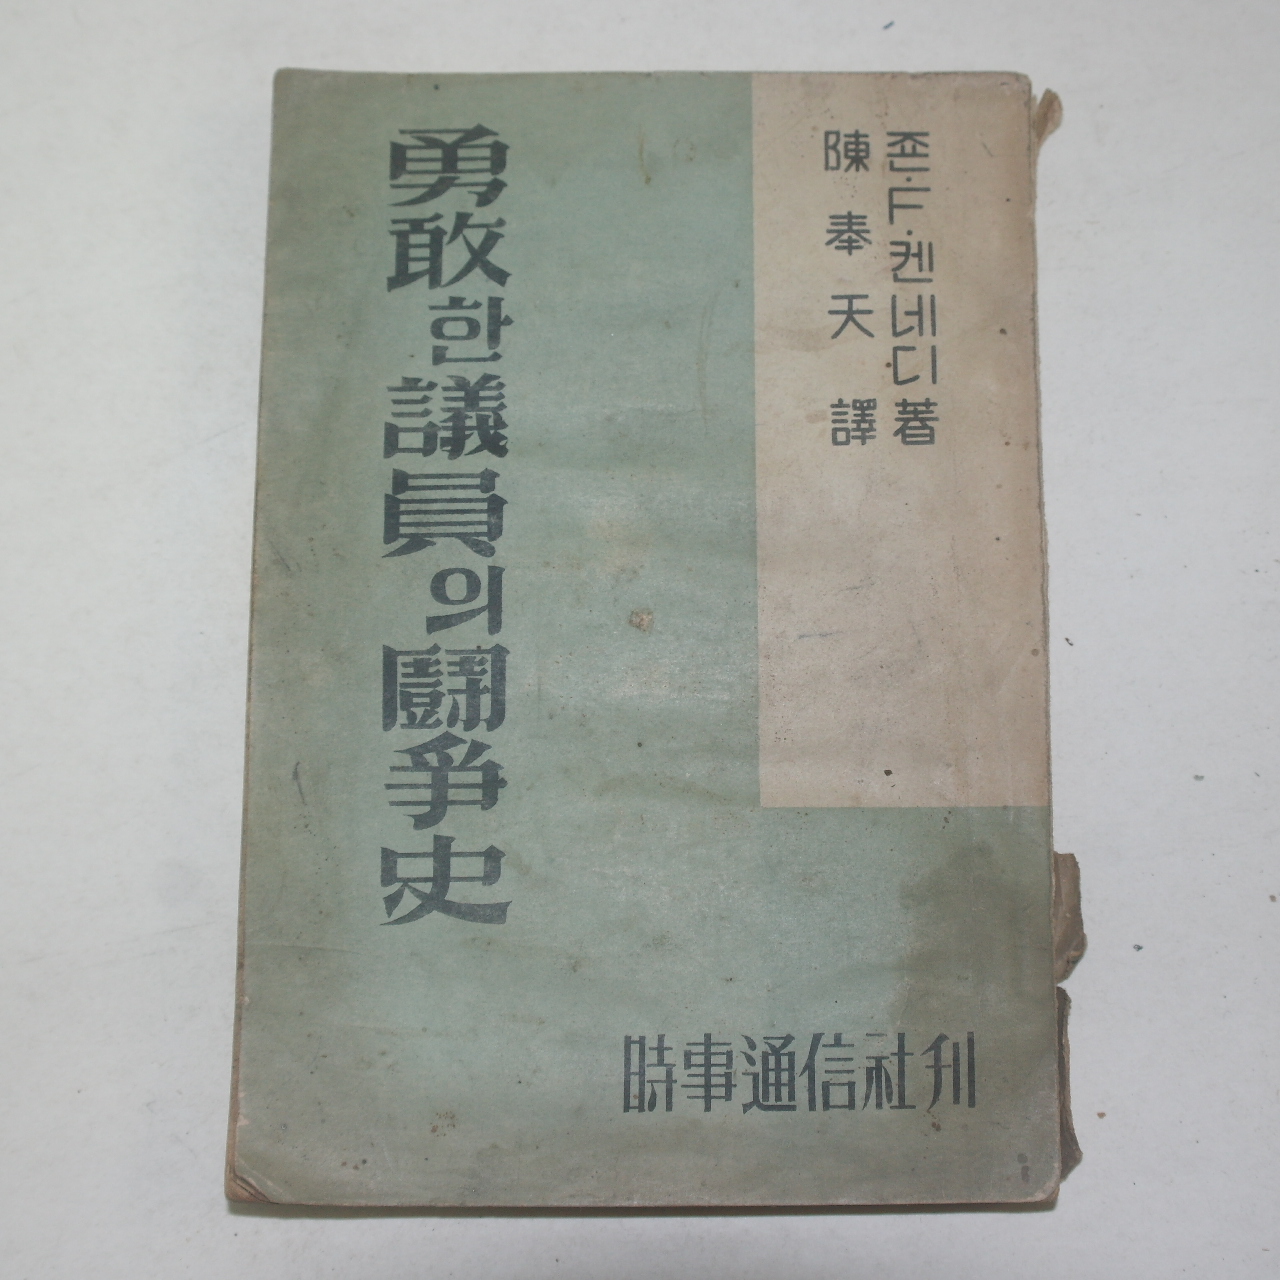 죤·F·켄네디 著
陳奉天 譯
勇敢한 議員의 鬪爭史
時事通信社刊